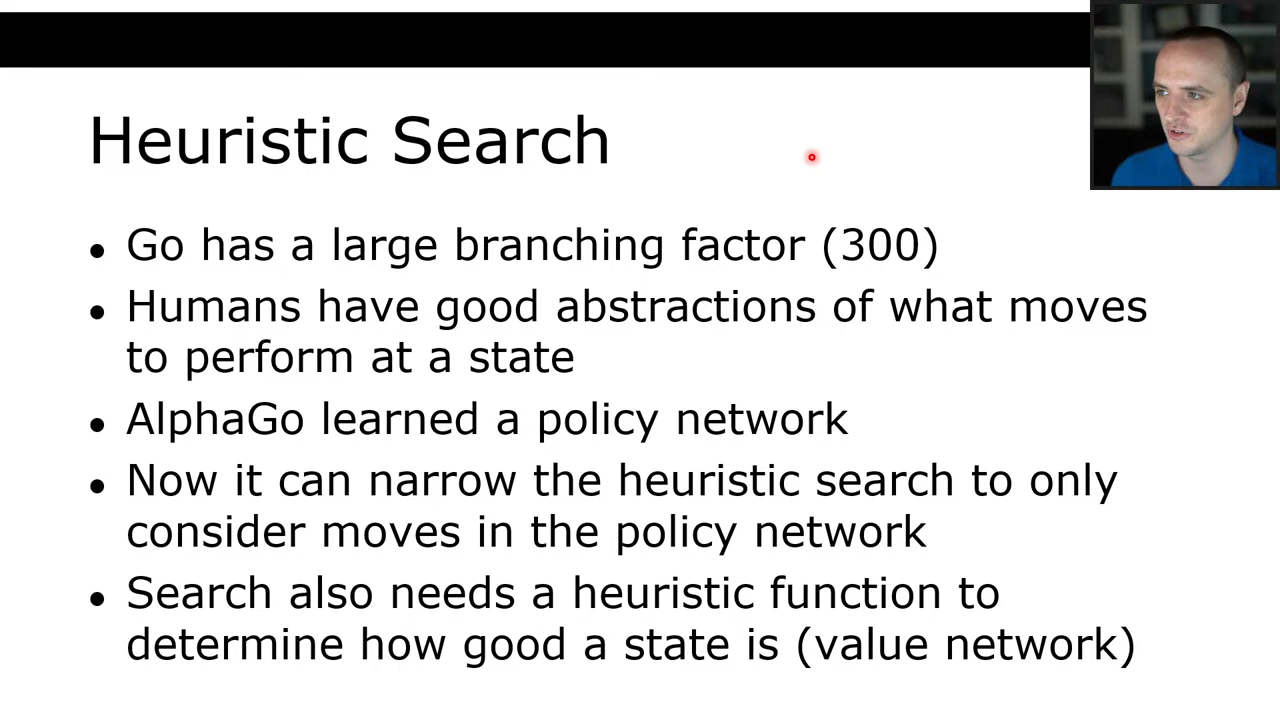 Heuristic Search
• Go has a large branching factor (300)
• Humans have good abstractions of what moves
to perform at a state
• AlphaGo learned a policy network
• Now it can narrow the heuristic search to only
consider moves in the policy network
• Search also needs a heuristic function to
determine how good a state is (value network)